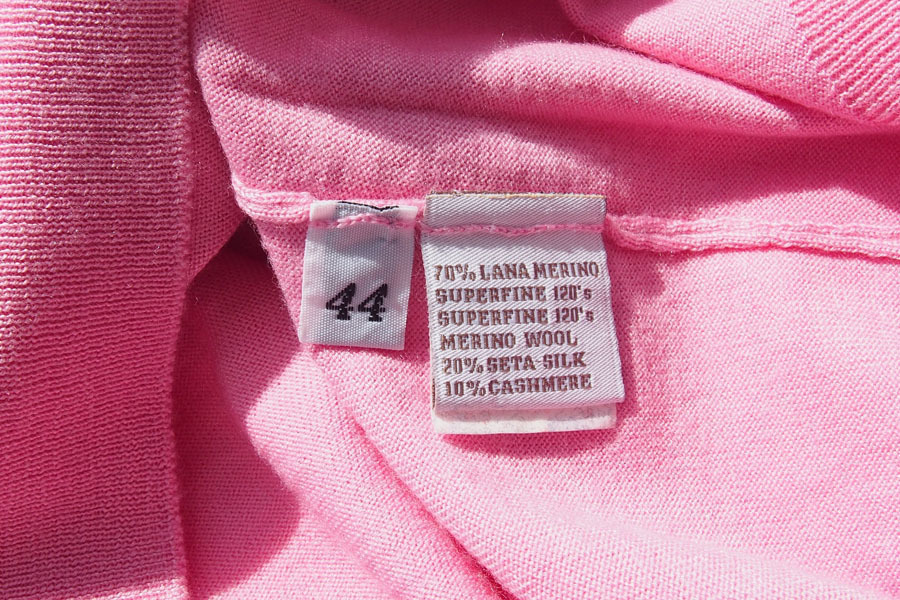 44
70% LANA MERINO
SUPERFINE 120's
SUPERFINE 120's
MERINO WOOL
20% SETA SILK
10% CASHMERE